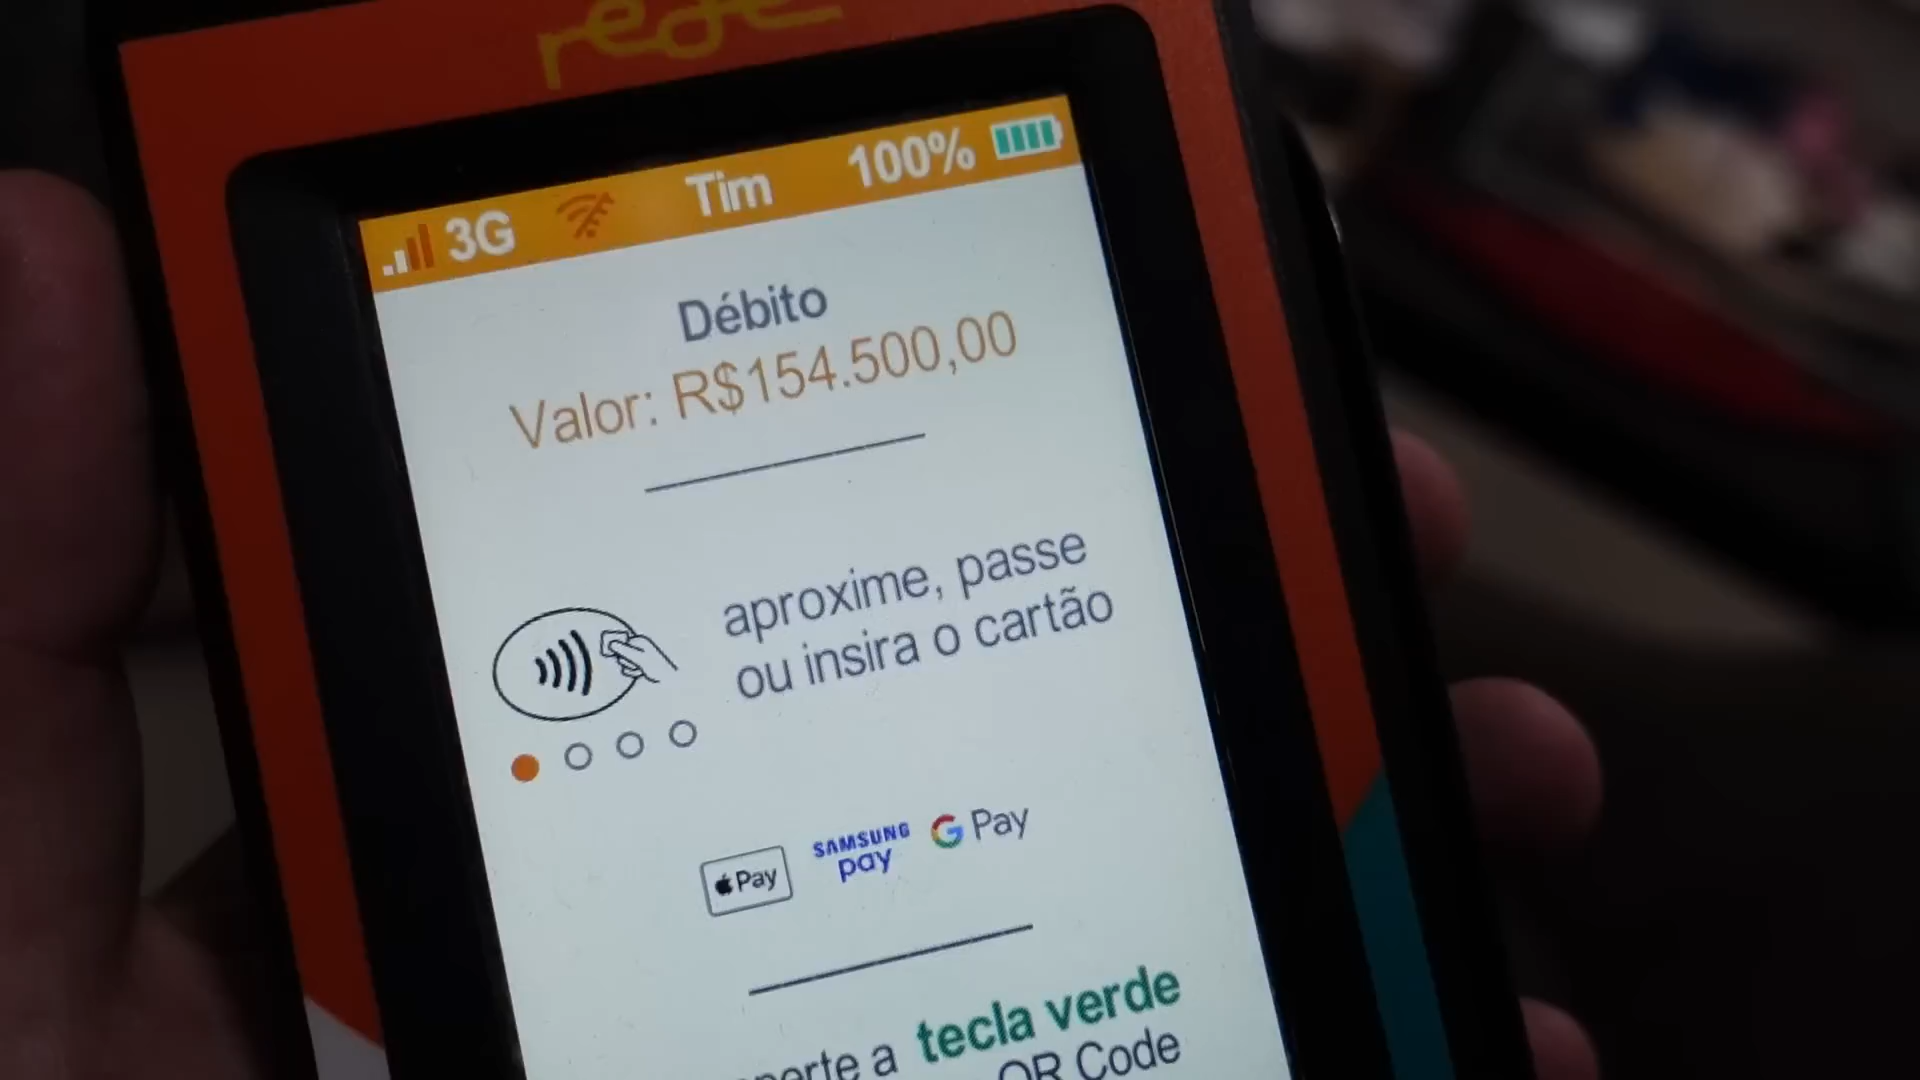 rede
3G Tim 100%
Débito
Valor: R$154.500,00
aproxime, passe
ou insira o cartão
Pay
SAMSUNG
pay
G Pay
a tecla verde
QR Code